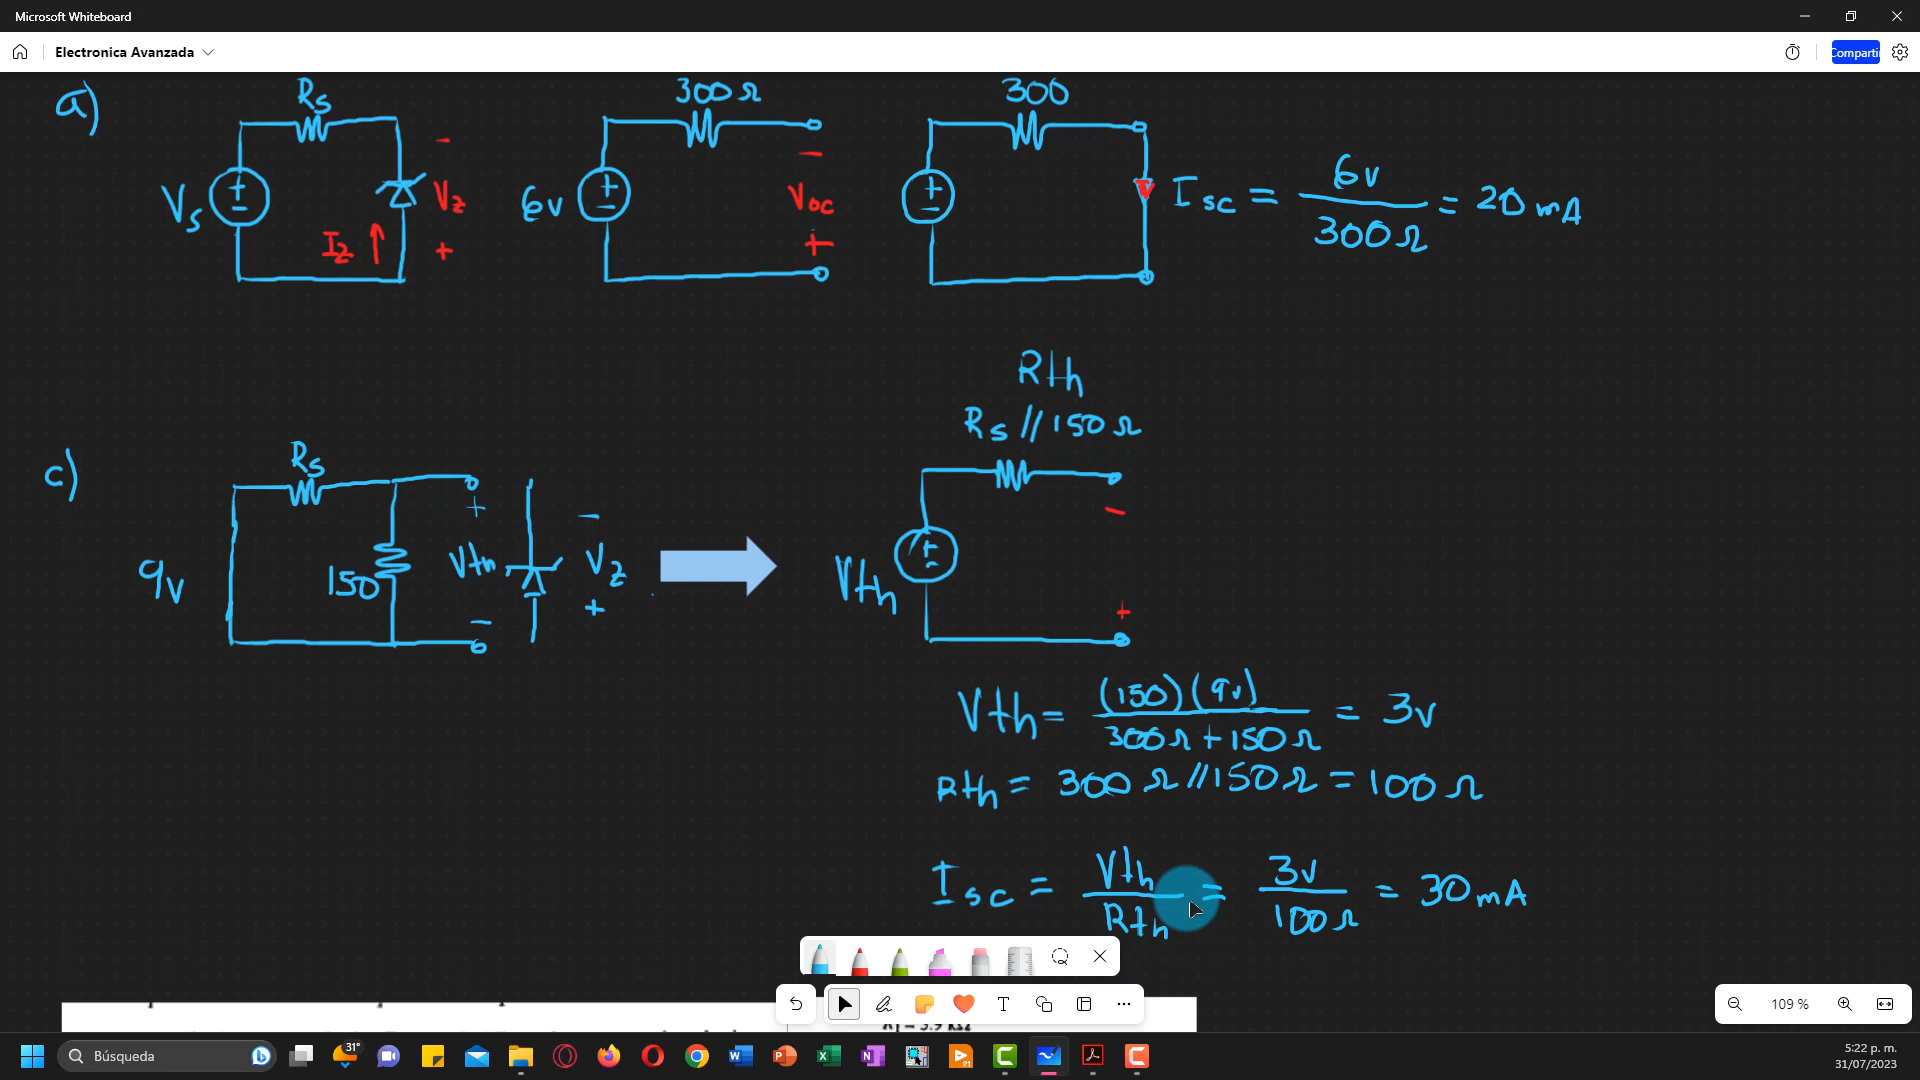 Microsoft Whiteboard
Electronica Avanzada
Comparti
a)
Rs
Vs
Iz
-
Vz
+
300 Ω
6v
-
Voc
+
300
Isc = 6v / 300 Ω = 20 mA
Rth
Rs // 150 Ω
c)
Rs
9v
150
+
Vth
-
-
Vz
+
Vth
-
+
Vth = (150)(9v) / 300Ω + 150Ω = 3v
Rth = 300 Ω // 150 Ω = 100 Ω
Isc = Vth / Rth = 3v / 100Ω = 30 mA
109 %
31°
Búsqueda
5:22 p. m.
31/07/2023